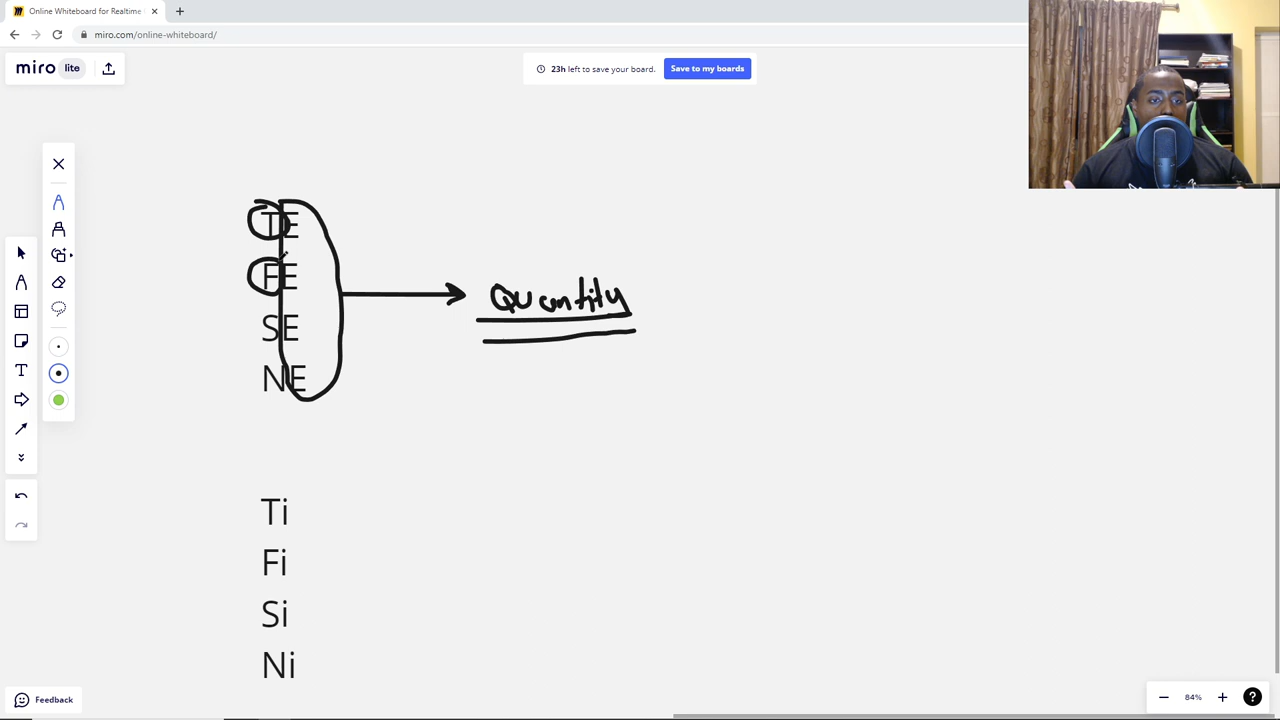 Online Whiteboard for Realtime
miro.com/online-whiteboard/
miro lite
23h left to save your board.
Save to my boards
TE
FE
SE
NE
Quantity
Ti
Fi
Si
Ni
Feedback
84%